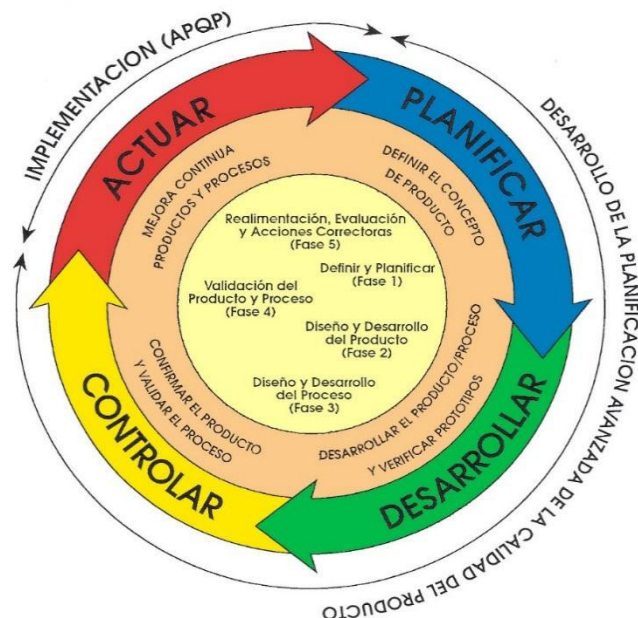 IMPLEMENTACION (APQP)
DESARROLLO DE LA PLANIFICACION AVANZADA DE LA CALIDAD DEL PRODUCTO
ACTUAR
PLANIFICAR
DESARROLLAR
CONTROLAR
MEJORA CONTINUA
PRODUCTOS Y PROCESOS
DEFINIR EL CONCEPTO
DE PRODUCTO
DESARROLLAR EL PRODUCTO/PROCESO
Y VERIFICAR PROTOTIPOS
CONFIRMAR EL PRODUCTO
Y VALIDAR EL PROCESO
Realimentación, Evaluación
y Acciones Correctoras
(Fase 5)
Definir y Planificar
(Fase 1)
Validación del
Producto y Proceso
(Fase 4)
Diseño y Desarrollo
del Producto
(Fase 2)
Diseño y Desarrollo
del Proceso
(Fase 3)